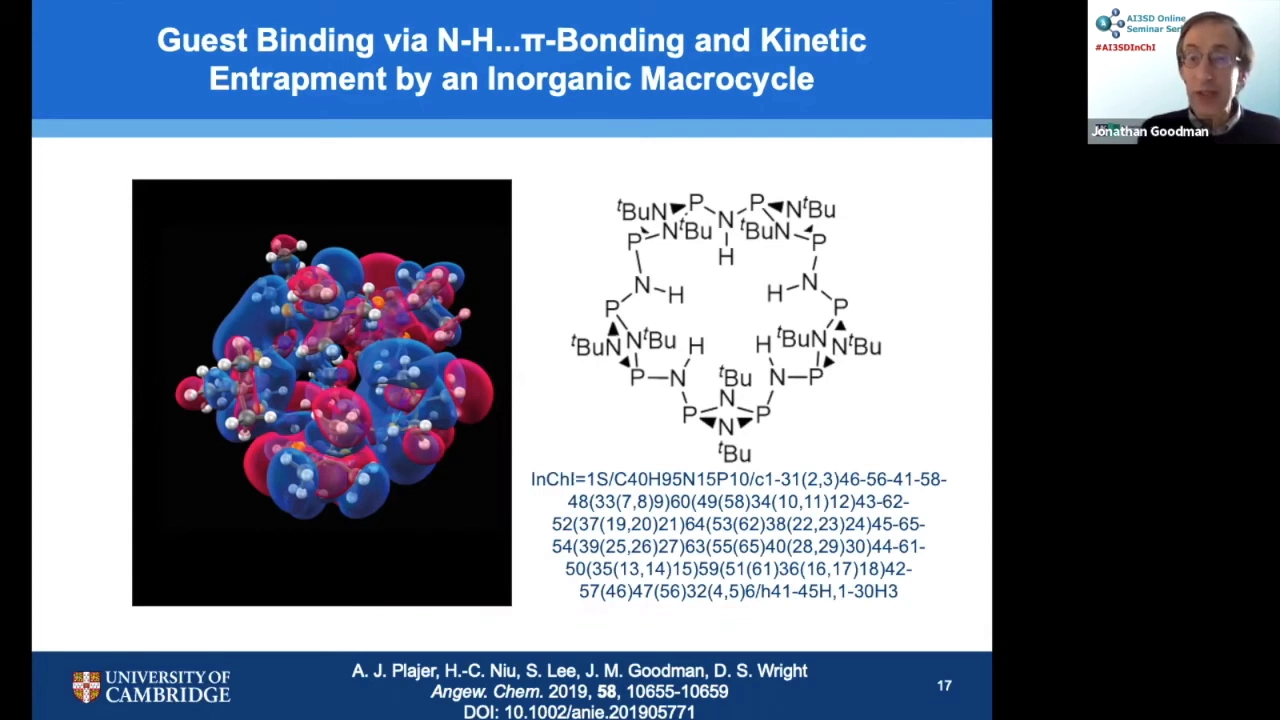 Guest Binding via N-H...π-Bonding and Kinetic
Entrapment by an Inorganic Macrocycle
AI3SD Online
Seminar Seri
#AI3SDInChI
Jonathan Goodman
P P
tBuN N NtBu
NtBu tBuN
P H P
N H H N
P P
tBuN NtBu H H tBuN NtBu
P N tBu N P
N
P P
N
tBu
InChI=1S/C40H95N15P10/c1-31(2,3)46-56-41-58-
48(33(7,8)9)60(49(58)34(10,11)12)43-62-
52(37(19,20)21)64(53(62)38(22,23)24)45-65-
54(39(25,26)27)63(55(65)40(28,29)30)44-61-
50(35(13,14)15)59(51(61)36(16,17)18)42-
57(46)47(56)32(4,5)6/h41-45H,1-30H3
UNIVERSITY OF
CAMBRIDGE
A. J. Plajer, H.-C. Niu, S. Lee, J. M. Goodman, D. S. Wright
Angew. Chem. 2019, 58, 10655-10659
DOI: 10.1002/anie.201905771
17